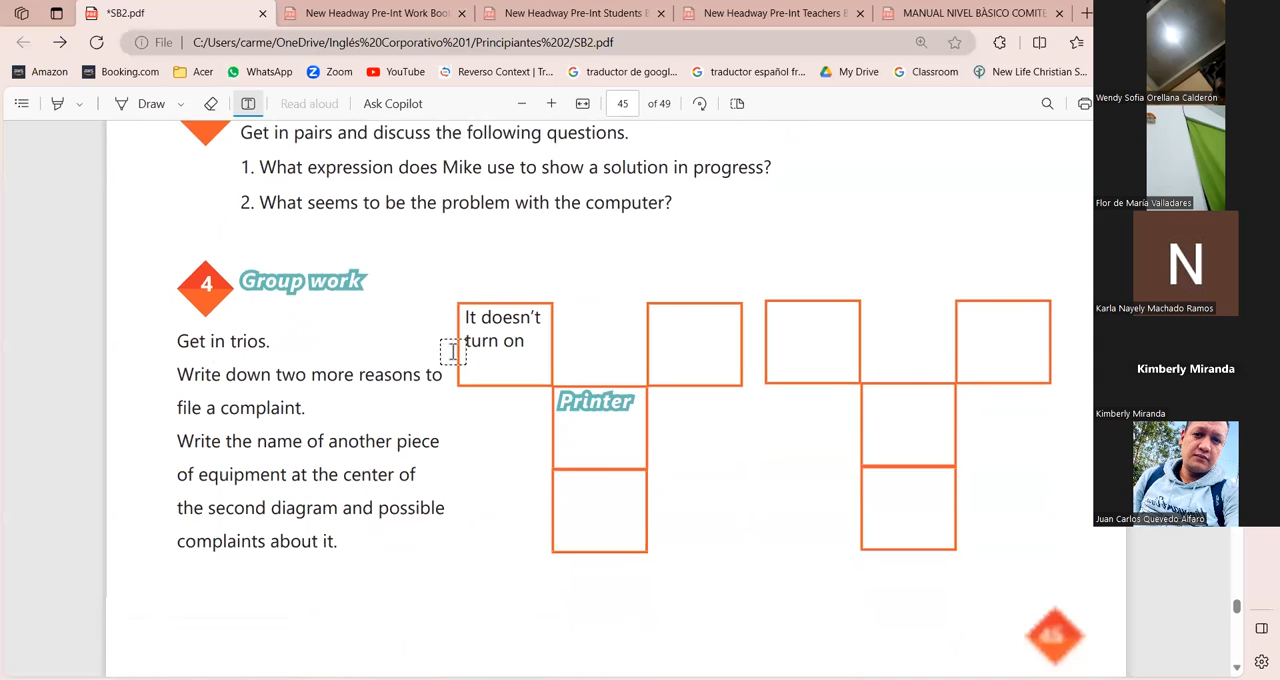 *SB2.pdf
New Headway Pre-Int Work Boo
New Headway Pre-Int Students B
New Headway Pre-Int Teachers B
MANUAL NIVEL BÀSICO COMITE
File
C:/Users/carme/OneDrive/Inglés%20Corporativo%201/Principiantes%202/SB2.pdf
Amazon
Booking.com
Acer
WhatsApp
Zoom
YouTube
Reverso Context | Tr...
traductor de googl...
traductor español fr...
My Drive
Classroom
New Life Christian S...
Draw
Read aloud
Ask Copilot
45 of 49
Get in pairs and discuss the following questions.
1. What expression does Mike use to show a solution in progress?
2. What seems to be the problem with the computer?
4 Group work
Get in trios.
Write down two more reasons to
file a complaint.
Write the name of another piece
of equipment at the center of
the second diagram and possible
complaints about it.
It doesn't
turn on
Printer
45
Wendy Sofia Orellana Calderón
Flor de María Valladares
N
Karla Nayely Machado Ramos
Kimberly Miranda
Kimberly Miranda
Juan Carlos Quevedo Alfaro